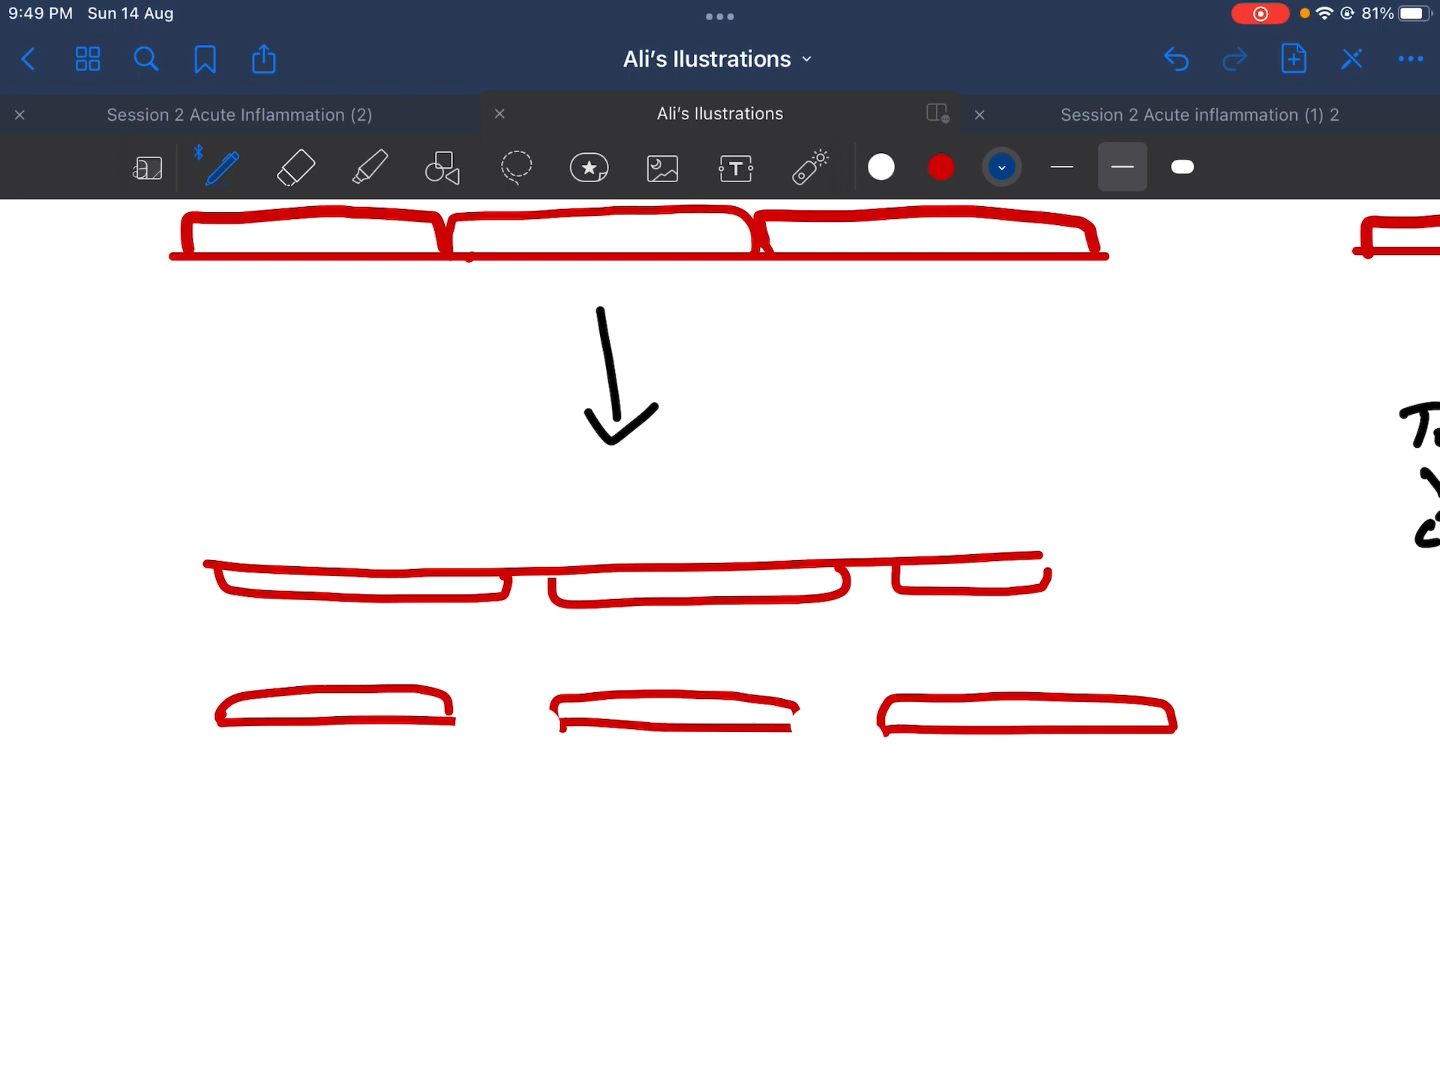 9:49 PM Sun 14 Aug
81%
Ali's Ilustrations
Session 2 Acute Inflammation (2)
Ali's Ilustrations
Session 2 Acute inflammation (1) 2
T